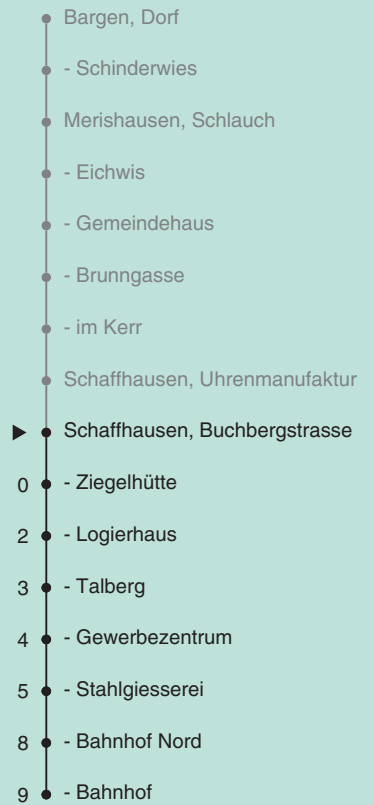 Bargen, Dorf
- Schinderwies
Merishausen, Schlauch
- Eichwis
- Gemeindehaus
- Brunngasse
- im Kerr
Schaffhausen, Uhrenmanufaktur
Schaffhausen, Buchbergstrasse
0 - Ziegelhütte
2 - Logierhaus
3 - Talberg
4 - Gewerbezentrum
5 - Stahlgiesserei
8 - Bahnhof Nord
9 - Bahnhof